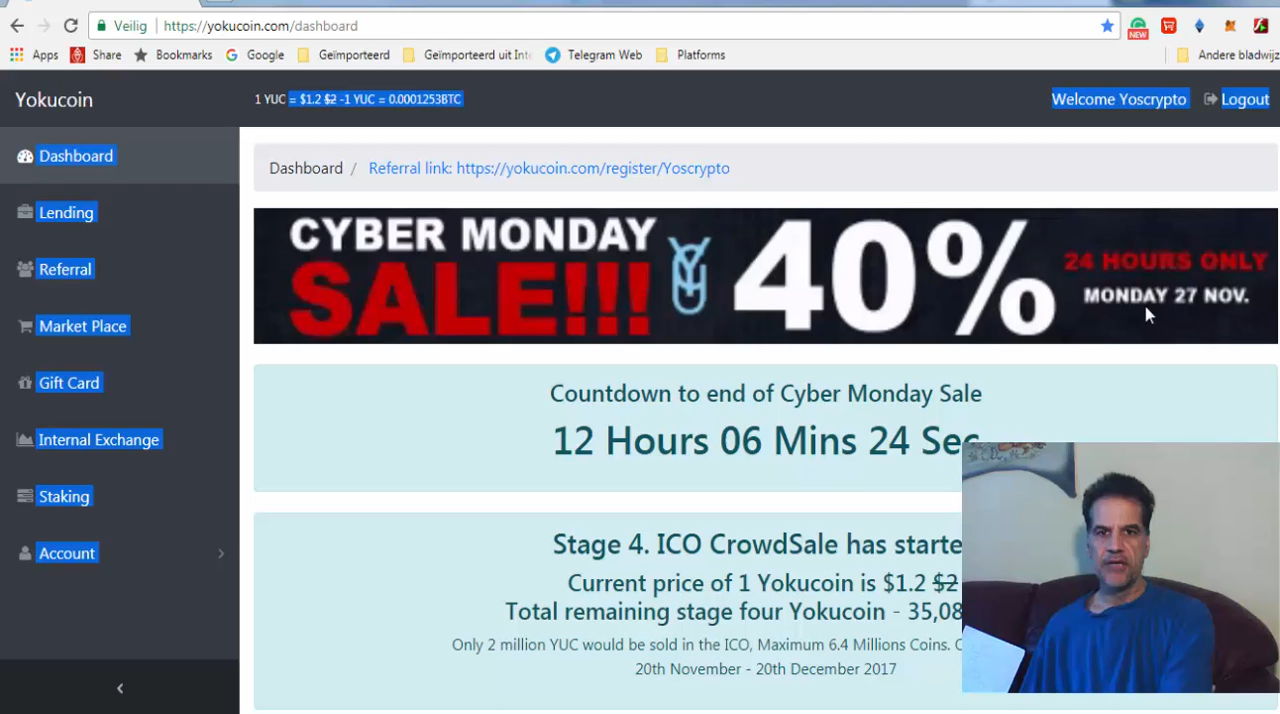 Veilig https://yokucoin.com/dashboard
NEW
Apps Share Bookmarks Google Geïmporteerd Geïmporteerd uit Telegram Web Platforms Andere bladwijz
Yokucoin 1 YUC = $1.2 $2 -1 YUC = 0.0001253BTC Welcome Yoscrypto Logout
Dashboard
Lending
Referral
Market Place
Gift Card
Internal Exchange
Staking
Account
Dashboard / Referral link: https://yokucoin.com/register/Yoscrypto
CYBER MONDAY
SALE!!!
40%
24 HOURS ONLY
MONDAY 27 NOV.
Countdown to end of Cyber Monday Sale
12 Hours 06 Mins 24 Sec
Stage 4. ICO CrowdSale has starte
Current price of 1 Yokucoin is $1.2 $2
Total remaining stage four Yokucoin - 35,08
Only 2 million YUC would be sold in the ICO, Maximum 6.4 Millions Coins.
20th November - 20th December 2017